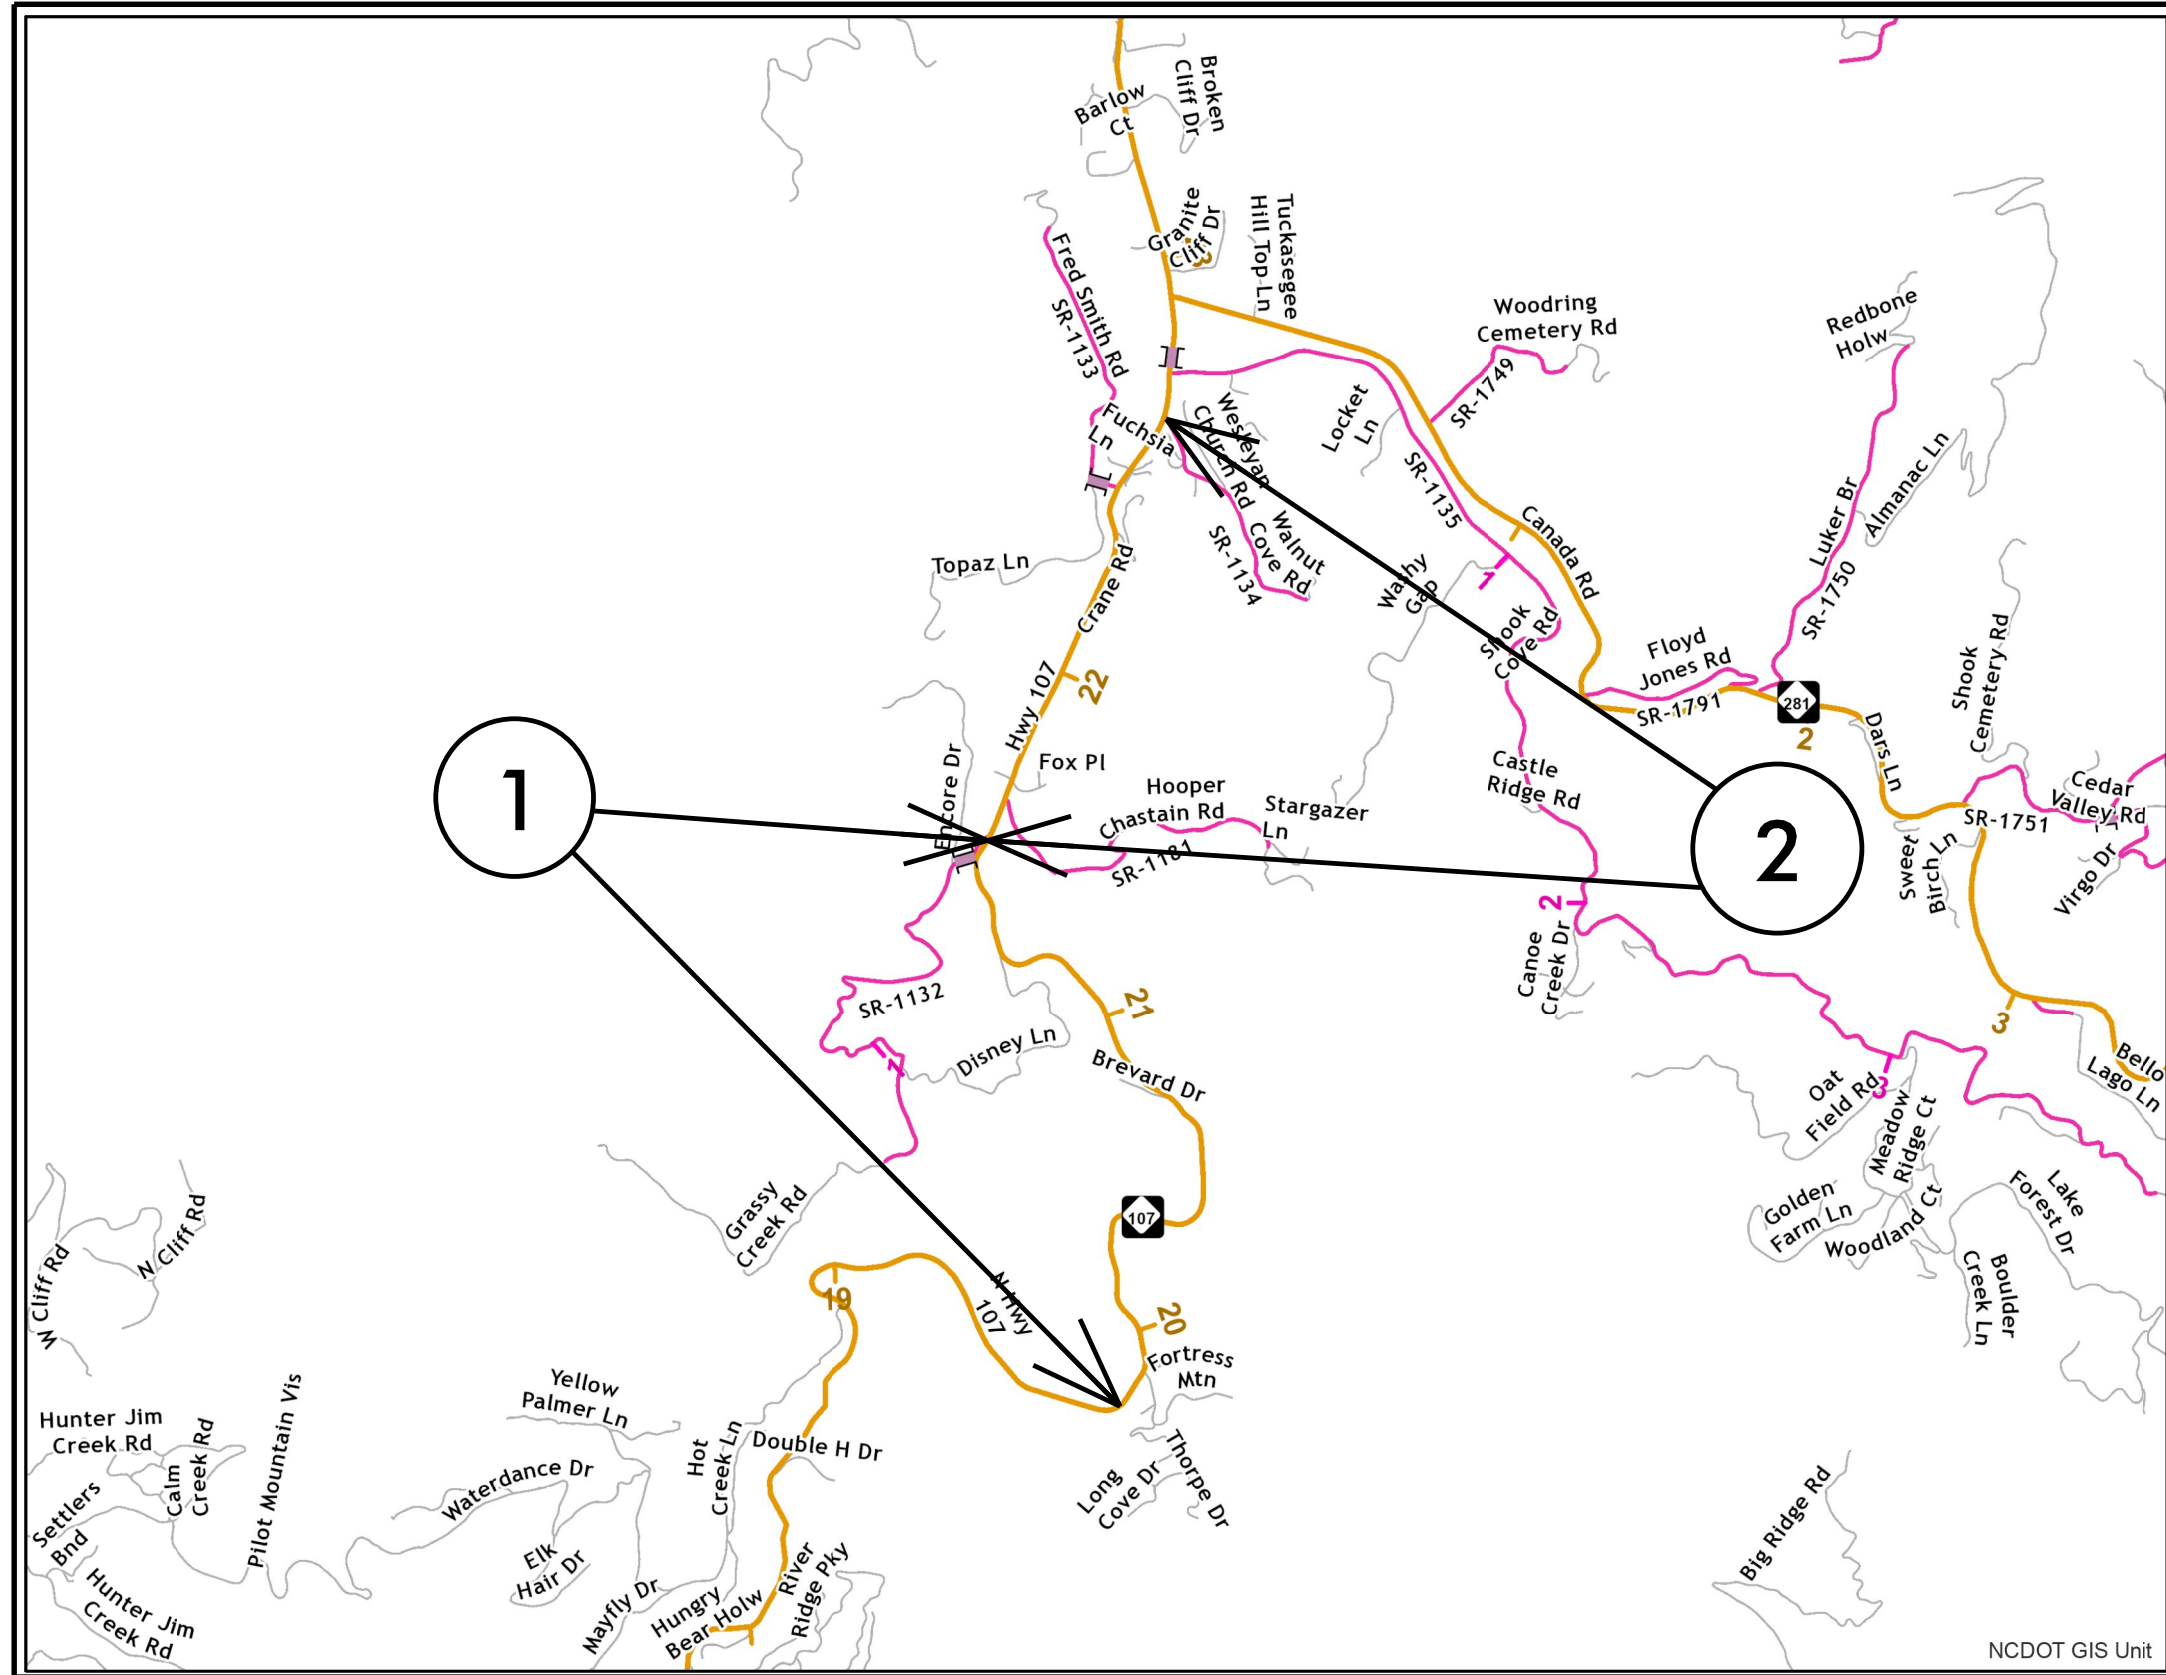 Broken
Cliff Dr
Barlow
Ct
Granite
Cliff Dr
Tuckasegee
Hill Top Ln
Fred Smith Rd
SR-1133
Woodring
Cemetery Rd
SR-1749
Redbone
Holw
Fuchsia
Ln
Wesleyan
Church Rd
Locket
Ln
SR-1135
Canada Rd
Luker Br
SR-1750
Almanac Ln
Topaz Ln
Crane Rd
Walnut
Cove Rd
SR-1134
Washy
Gap
1
Shook
Cove Rd
Floyd
Jones Rd
SR-1791
281
2
Shook
Cemetery Rd
Hwy 107
22
Dars Ln
1
Encore Dr
Fox Pl
Hooper
Chastain Rd
SR-1181
Stargazer
Ln
Castle
Ridge Rd
2
Cedar
Valley Rd
SR-1751
Sweet
Birch Ln
Virgo Dr
2
Canoe
Creek Dr
SR-1132
21
3
Disney Ln
1
Brevard Dr
Bello
Lago Ln
Oat
Field Rd
3
Meadow
Ridge Ct
Grassy
Creek Rd
107
Golden
Farm Ln
Woodland Ct
Lake
Forest Dr
Boulder
Creek Ln
W Cliff Rd
N Cliff Rd
19
N Hwy
107
20
Fortress
Mtn
Yellow
Palmer Ln
Hunter Jim
Creek Rd
Calm
Creek Rd
Pilot Mountain Vis
Waterdance Dr
Hot
Creek Ln
Double H Dr
Long
Cove Dr
Thorpe Dr
Settlers
Bnd
Elk
Hair Dr
Mayfly Dr
Hungry
Bear Holw
River
Ridge Pky
Hunter Jim
Creek Rd
Big Ridge Rd
NCDOT GIS Unit